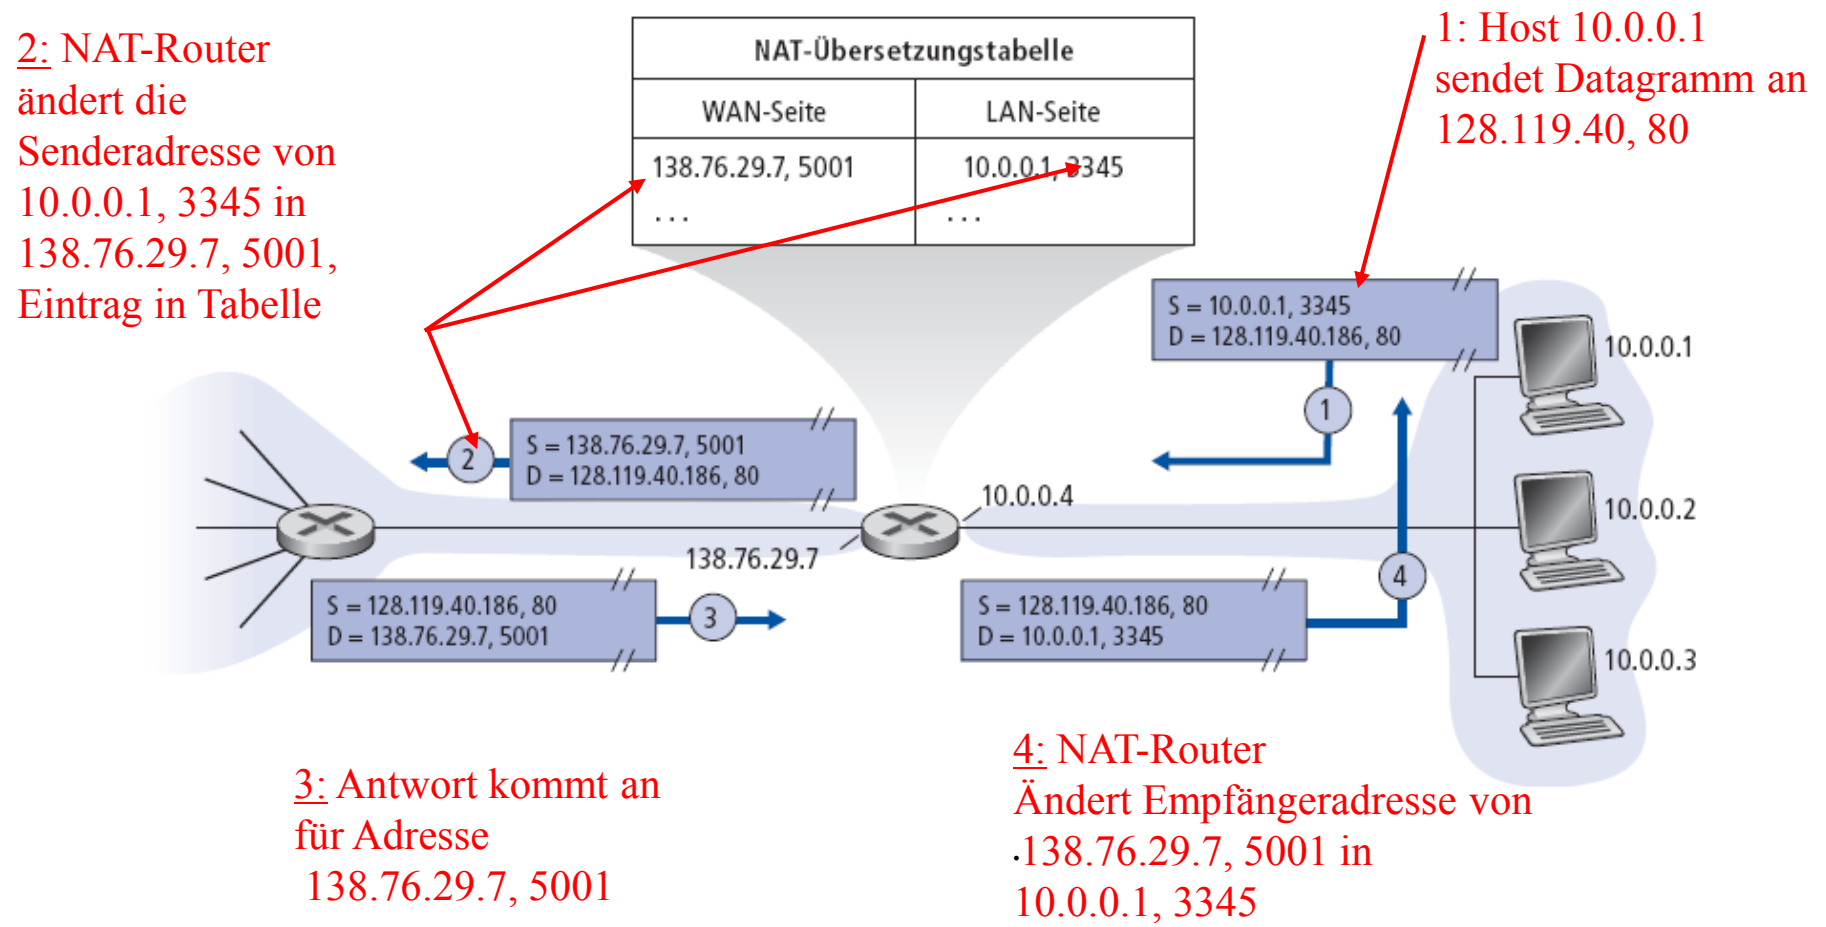 2: NAT-Router
ändert die
Senderadresse von
10.0.0.1, 3345 in
138.76.29.7, 5001,
Eintrag in Tabelle
NAT-Übersetzungstabelle
WAN-Seite
LAN-Seite
138.76.29.7, 5001
10.0.0.1, 3345
. . .
. . .
1: Host 10.0.0.1
sendet Datagramm an
128.119.40, 80
S = 10.0.0.1, 3345
D = 128.119.40.186, 80
10.0.0.1
1
S = 138.76.29.7, 5001
D = 128.119.40.186, 80
2
10.0.0.4
10.0.0.2
138.76.29.7
S = 128.119.40.186, 80
D = 138.76.29.7, 5001
3
S = 128.119.40.186, 80
D = 10.0.0.1, 3345
4
10.0.0.3
3: Antwort kommt an
für Adresse
138.76.29.7, 5001
4: NAT-Router
Ändert Empfängeradresse von
·138.76.29.7, 5001 in
10.0.0.1, 3345